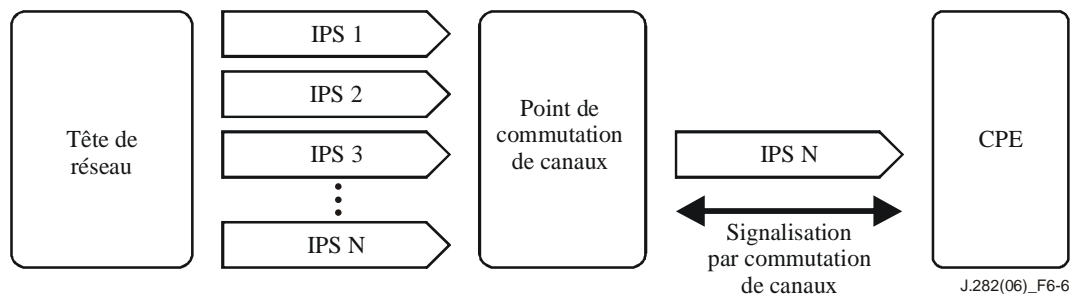 Tête de
réseau
IPS 1
IPS 2
IPS 3
IPS N
Point de
commutation
de canaux
IPS N
Signalisation
par commutation
de canaux
CPE
J.282(06)_F6-6